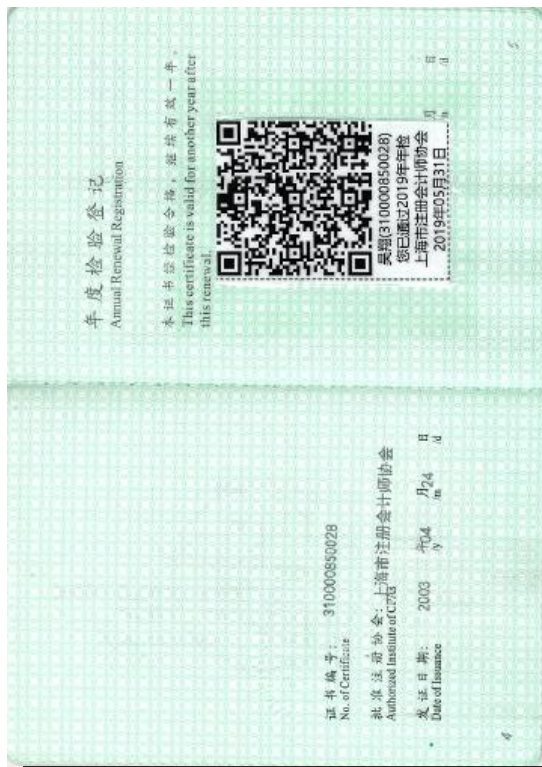 证书编号: 310000850028
No. of Certificate
批准注册协会: 上海市注册会计师协会
Authorized Institute of CPAs
发证日期: 2003 年04 月24 日
Date of Issuance /y /m /d
4
年度检验登记
Annual Renewal Registration
本证书经检验合格，继续有效一年.
This certificate is valid for another year after
this renewal.
吴翔(310000850028)
您已通过2019年年检
上海市注册会计师协会
2019年05月31日
月 日
/m /d
5